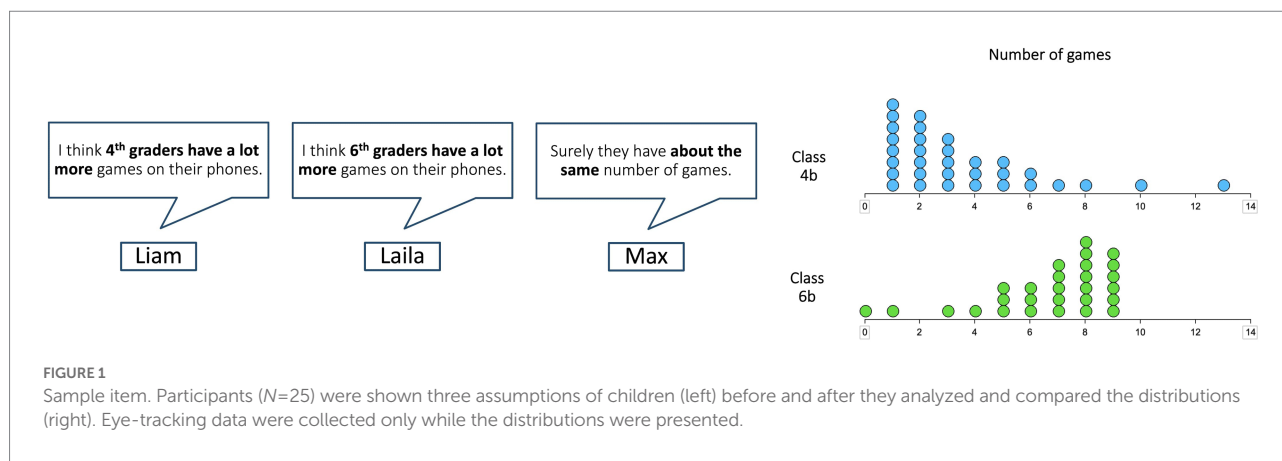 I think 4th graders have a lot
more games on their phones.
Liam
I think 6th graders have a lot
more games on their phones.
Laila
Surely they have about the
same number of games.
Max
Number of games
Class
4b
0 2 4 6 8 10 12 14
Class
6b
0 2 4 6 8 10 12 14
FIGURE 1
Sample item. Participants (N=25) were shown three assumptions of children (left) before and after they analyzed and compared the distributions
(right). Eye-tracking data were collected only while the distributions were presented.